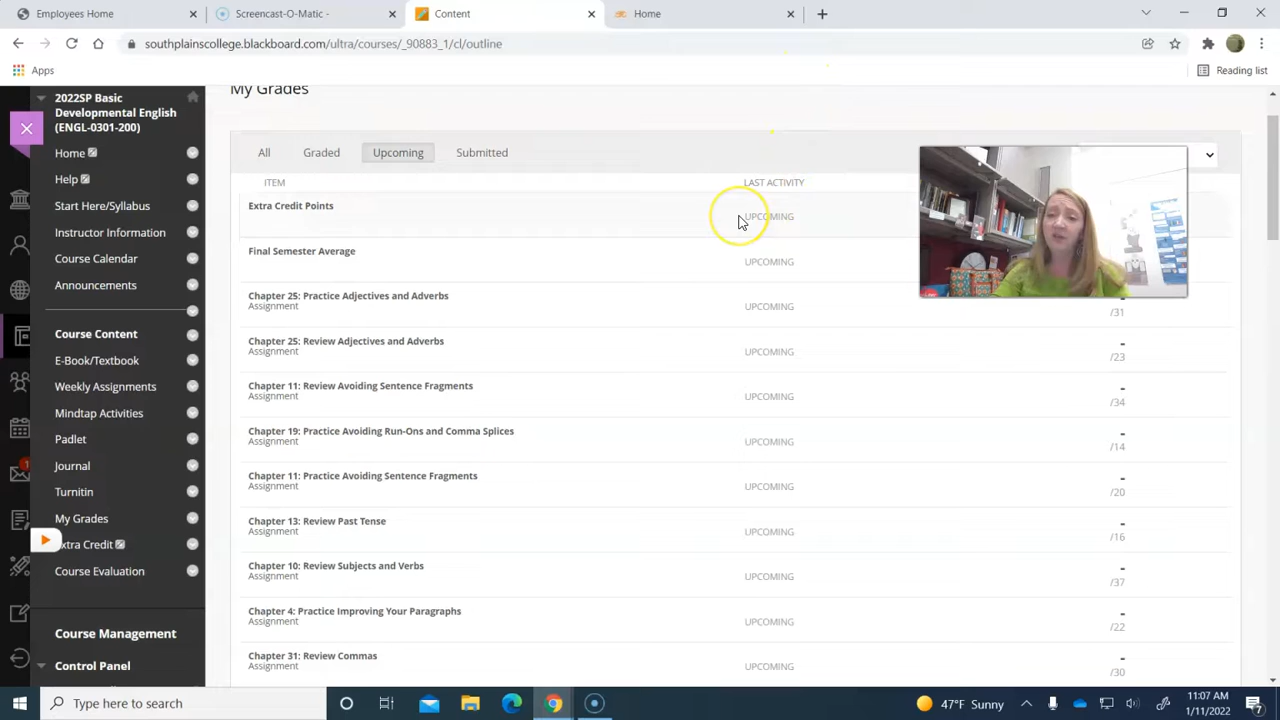 Employees Home
Screencast-O-Matic -
Content
Home
southplainscollege.blackboard.com/ultra/courses/_90883_1/cl/outline
Apps
Reading list
2022SP Basic
Developmental English
(ENGL-0301-200)
Home
Help
Start Here/Syllabus
Instructor Information
Course Calendar
Announcements
Course Content
E-Book/Textbook
Weekly Assignments
Mindtap Activities
Padlet
Journal
Turnitin
My Grades
xtra Credit
Course Evaluation
Course Management
Control Panel
1
My Grades
All Graded Upcoming Submitted
ITEM LAST ACTIVITY
Extra Credit Points UPCOMING
Final Semester Average UPCOMING
Chapter 25: Practice Adjectives and Adverbs
Assignment UPCOMING - /31
Chapter 25: Review Adjectives and Adverbs
Assignment UPCOMING - /23
Chapter 11: Review Avoiding Sentence Fragments
Assignment UPCOMING - /34
Chapter 19: Practice Avoiding Run-Ons and Comma Splices
Assignment UPCOMING - /14
Chapter 11: Practice Avoiding Sentence Fragments
Assignment UPCOMING - /20
Chapter 13: Review Past Tense
Assignment UPCOMING - /16
Chapter 10: Review Subjects and Verbs
Assignment UPCOMING - /37
Chapter 4: Practice Improving Your Paragraphs
Assignment UPCOMING - /22
Chapter 31: Review Commas
Assignment UPCOMING - /30
Type here to search
47°F Sunny
11:07 AM
1/11/2022
7